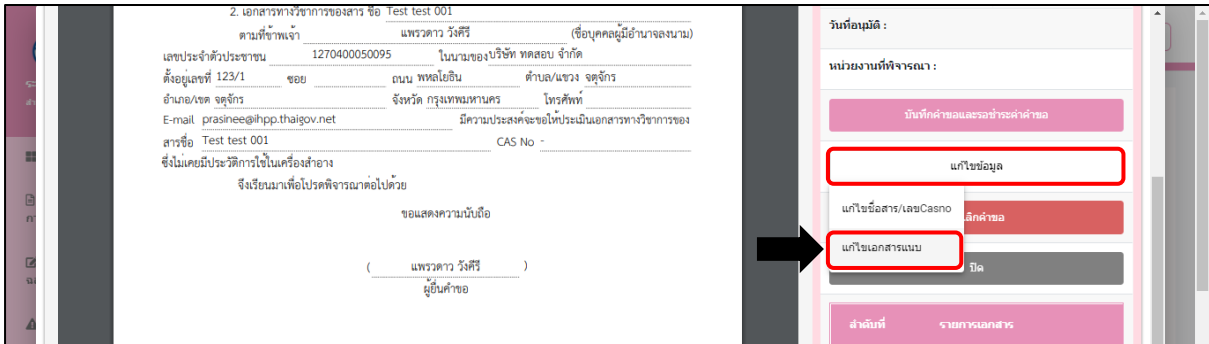 2. เอกสารทางวิชาการของสาร ชื่อ Test test 001
ตามที่ข้าพเจ้า แพรวดาว วังคีรี (ชื่อบุคคลผู้มีอำนาจลงนาม)
เลขประจำตัวประชาชน 1270400050095 ในนามของบริษัท ทดสอบ จำกัด
ตั้งอยู่เลขที่ 123/1 ซอย ถนน พหลโยธิน ตำบล/แขวง จตุจักร
อำเภอ/เขต จตุจักร จังหวัด กรุงเทพมหานคร โทรศัพท์
E-mail prasinee@ihpp.thaigov.net มีความประสงค์จะขอให้ประเมินเอกสารทางวิชาการของ
สารชื่อ Test test 001 CAS No -
ซึ่งไม่เคยมีประวัติการใช้ในเครื่องสำอาง
จึงเรียนมาเพื่อโปรดพิจารณาต่อไปด้วย
ขอแสดงความนับถือ
( แพรวดาว วังคีรี )
ผู้ยื่นคำขอ
วันที่อนุมัติ :
หน่วยงานที่พิจารณา :
บันทึกคำขอและรอชำระค่าคำขอ
แก้ไขข้อมูล
แก้ไขชื่อสาร/เลขCasno
เลิกคำขอ
แก้ไขเอกสารแนบ
ปิด
ลำดับที่ รายการเอกสาร